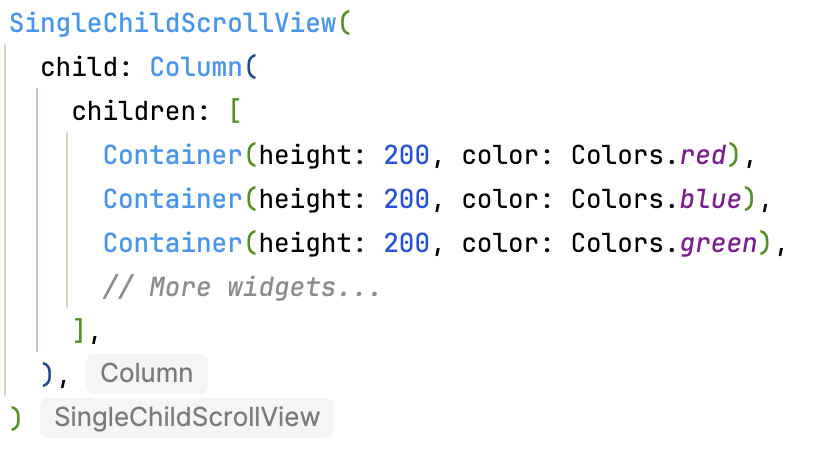 SingleChildScrollView(
child: Column(
children: [
Container(height: 200, color: Colors.red),
Container(height: 200, color: Colors.blue),
Container(height: 200, color: Colors.green),
// More widgets...
],
), Column
) SingleChildScrollView